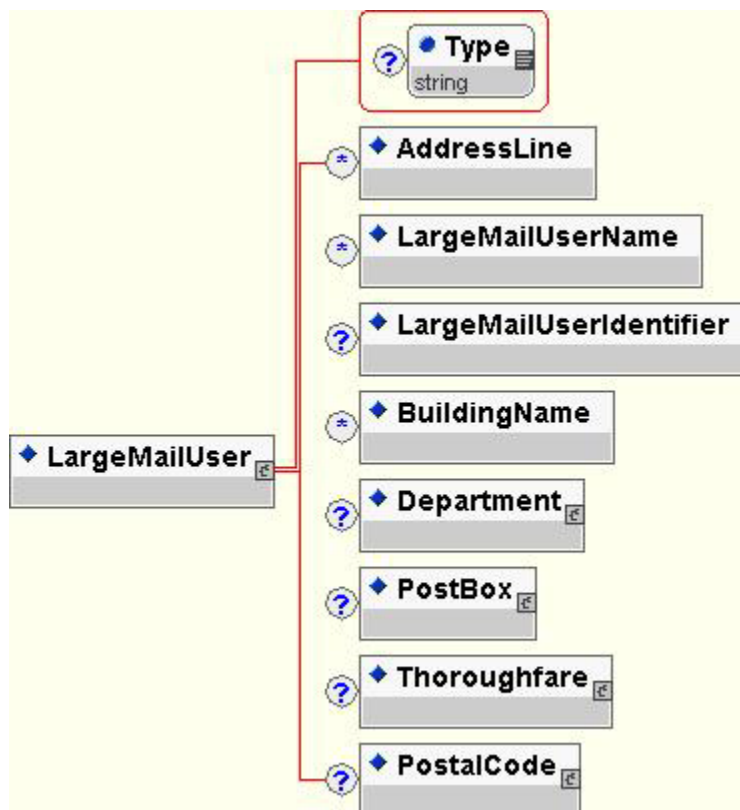 ? Type
string
* AddressLine
* LargeMailUserName
? LargeMailUserIdentifier
* BuildingName
LargeMailUser
? Department
? PostBox
? Thoroughfare
? PostalCode